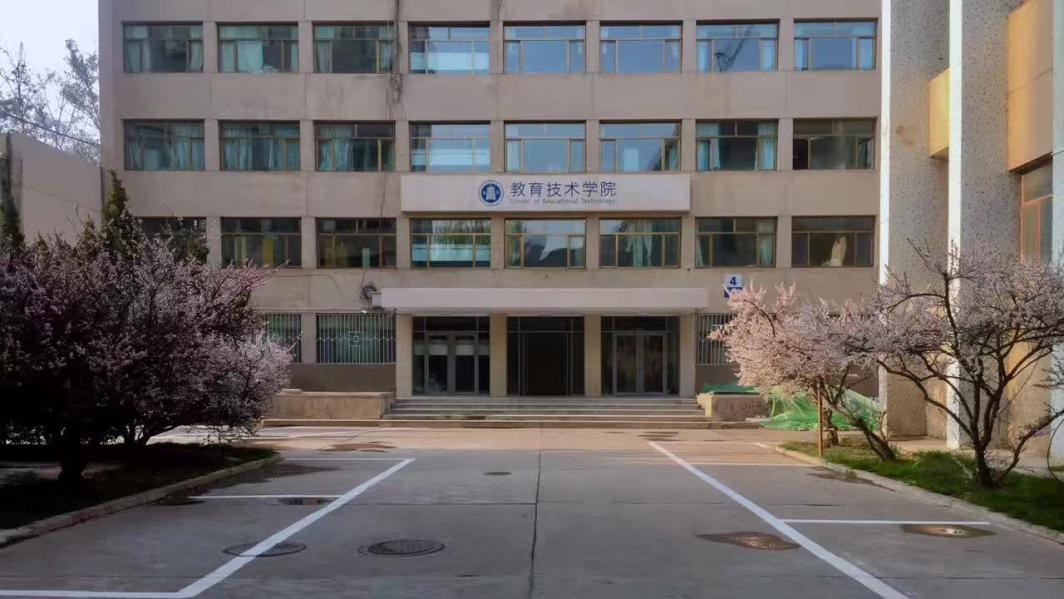 教育技术学院
School of Educational Technology
4